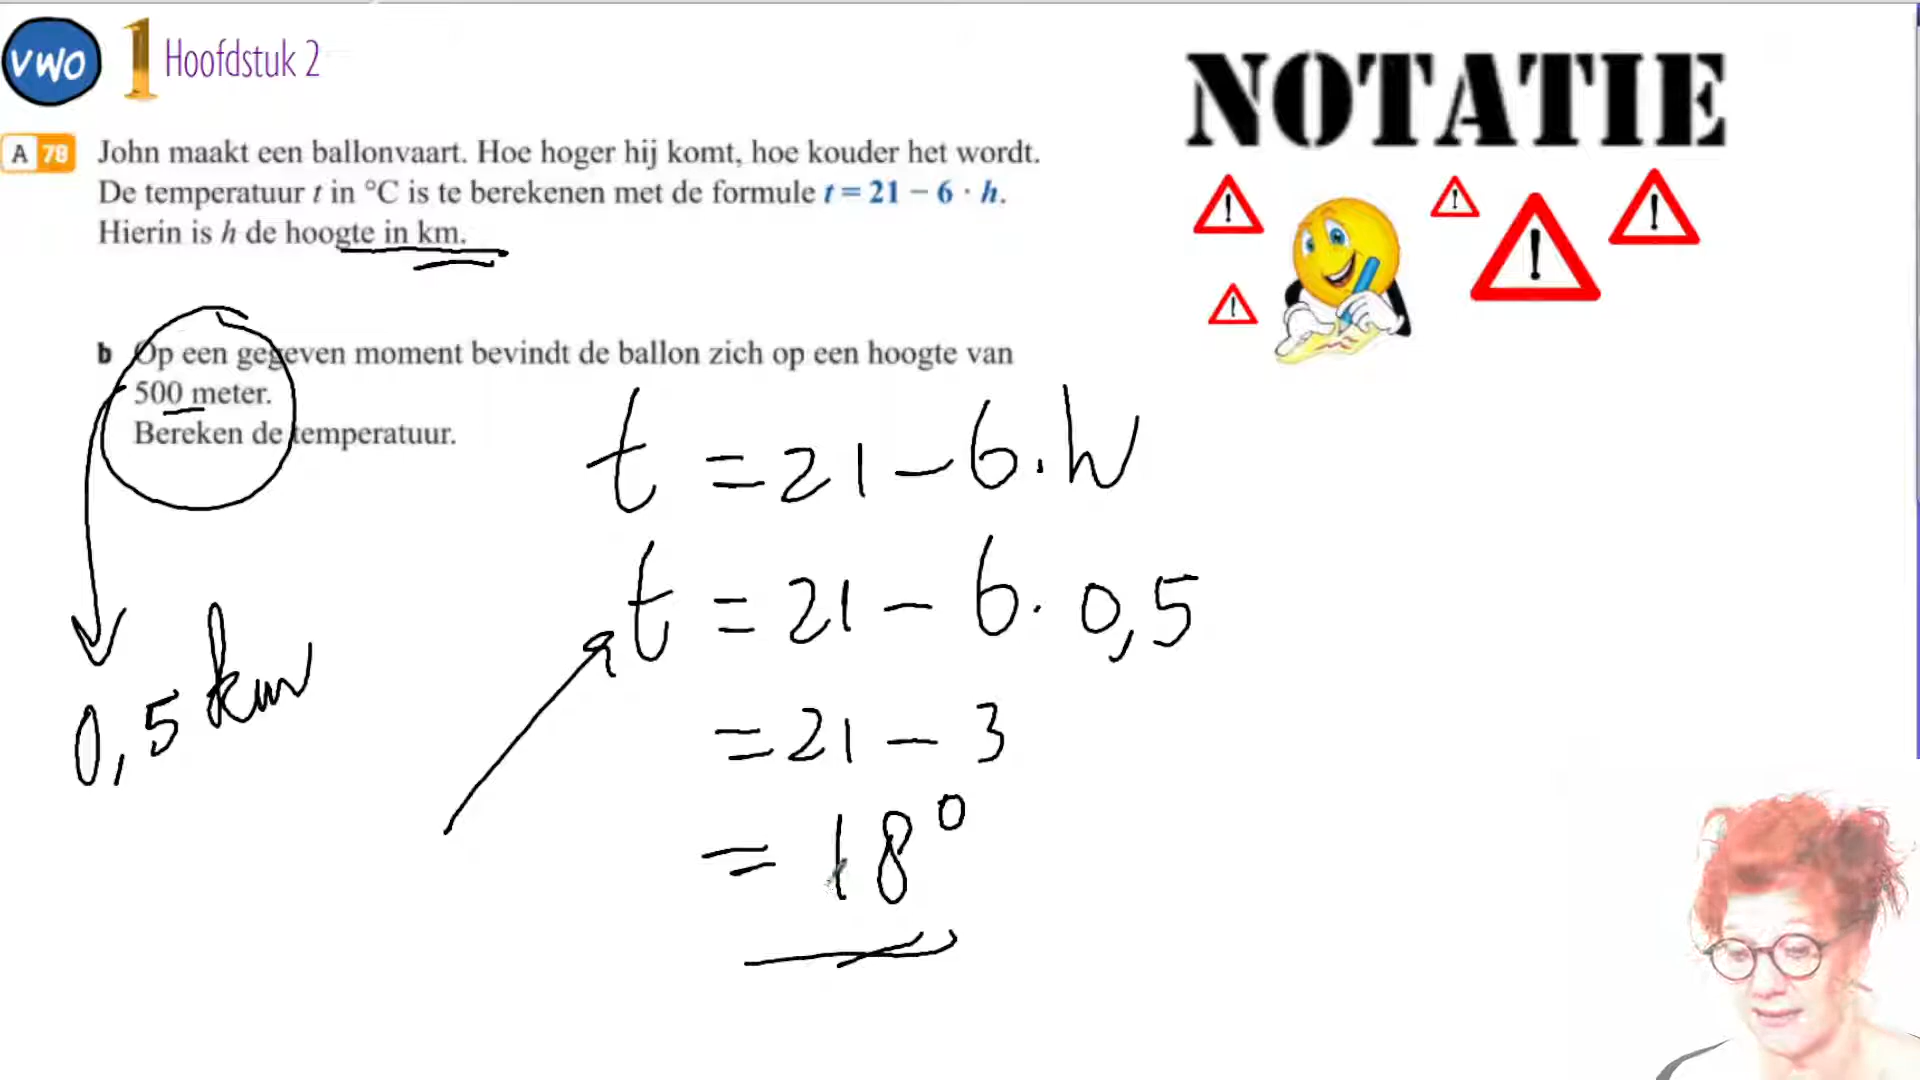 VWO 1 Hoofdstuk 2
NOTATIE
A 78 John maakt een ballonvaart. Hoe hoger hij komt, hoe kouder het wordt.
De temperatuur t in °C is te berekenen met de formule t = 21 − 6 · h.
Hierin is h de hoogte in km.
b Op een gegeven moment bevindt de ballon zich op een hoogte van
500 meter.
Bereken de temperatuur.
t = 21 − 6 · h
t = 21 − 6 · 0,5
= 21 − 3
= 18°
0,5 km
! ! ! ! !